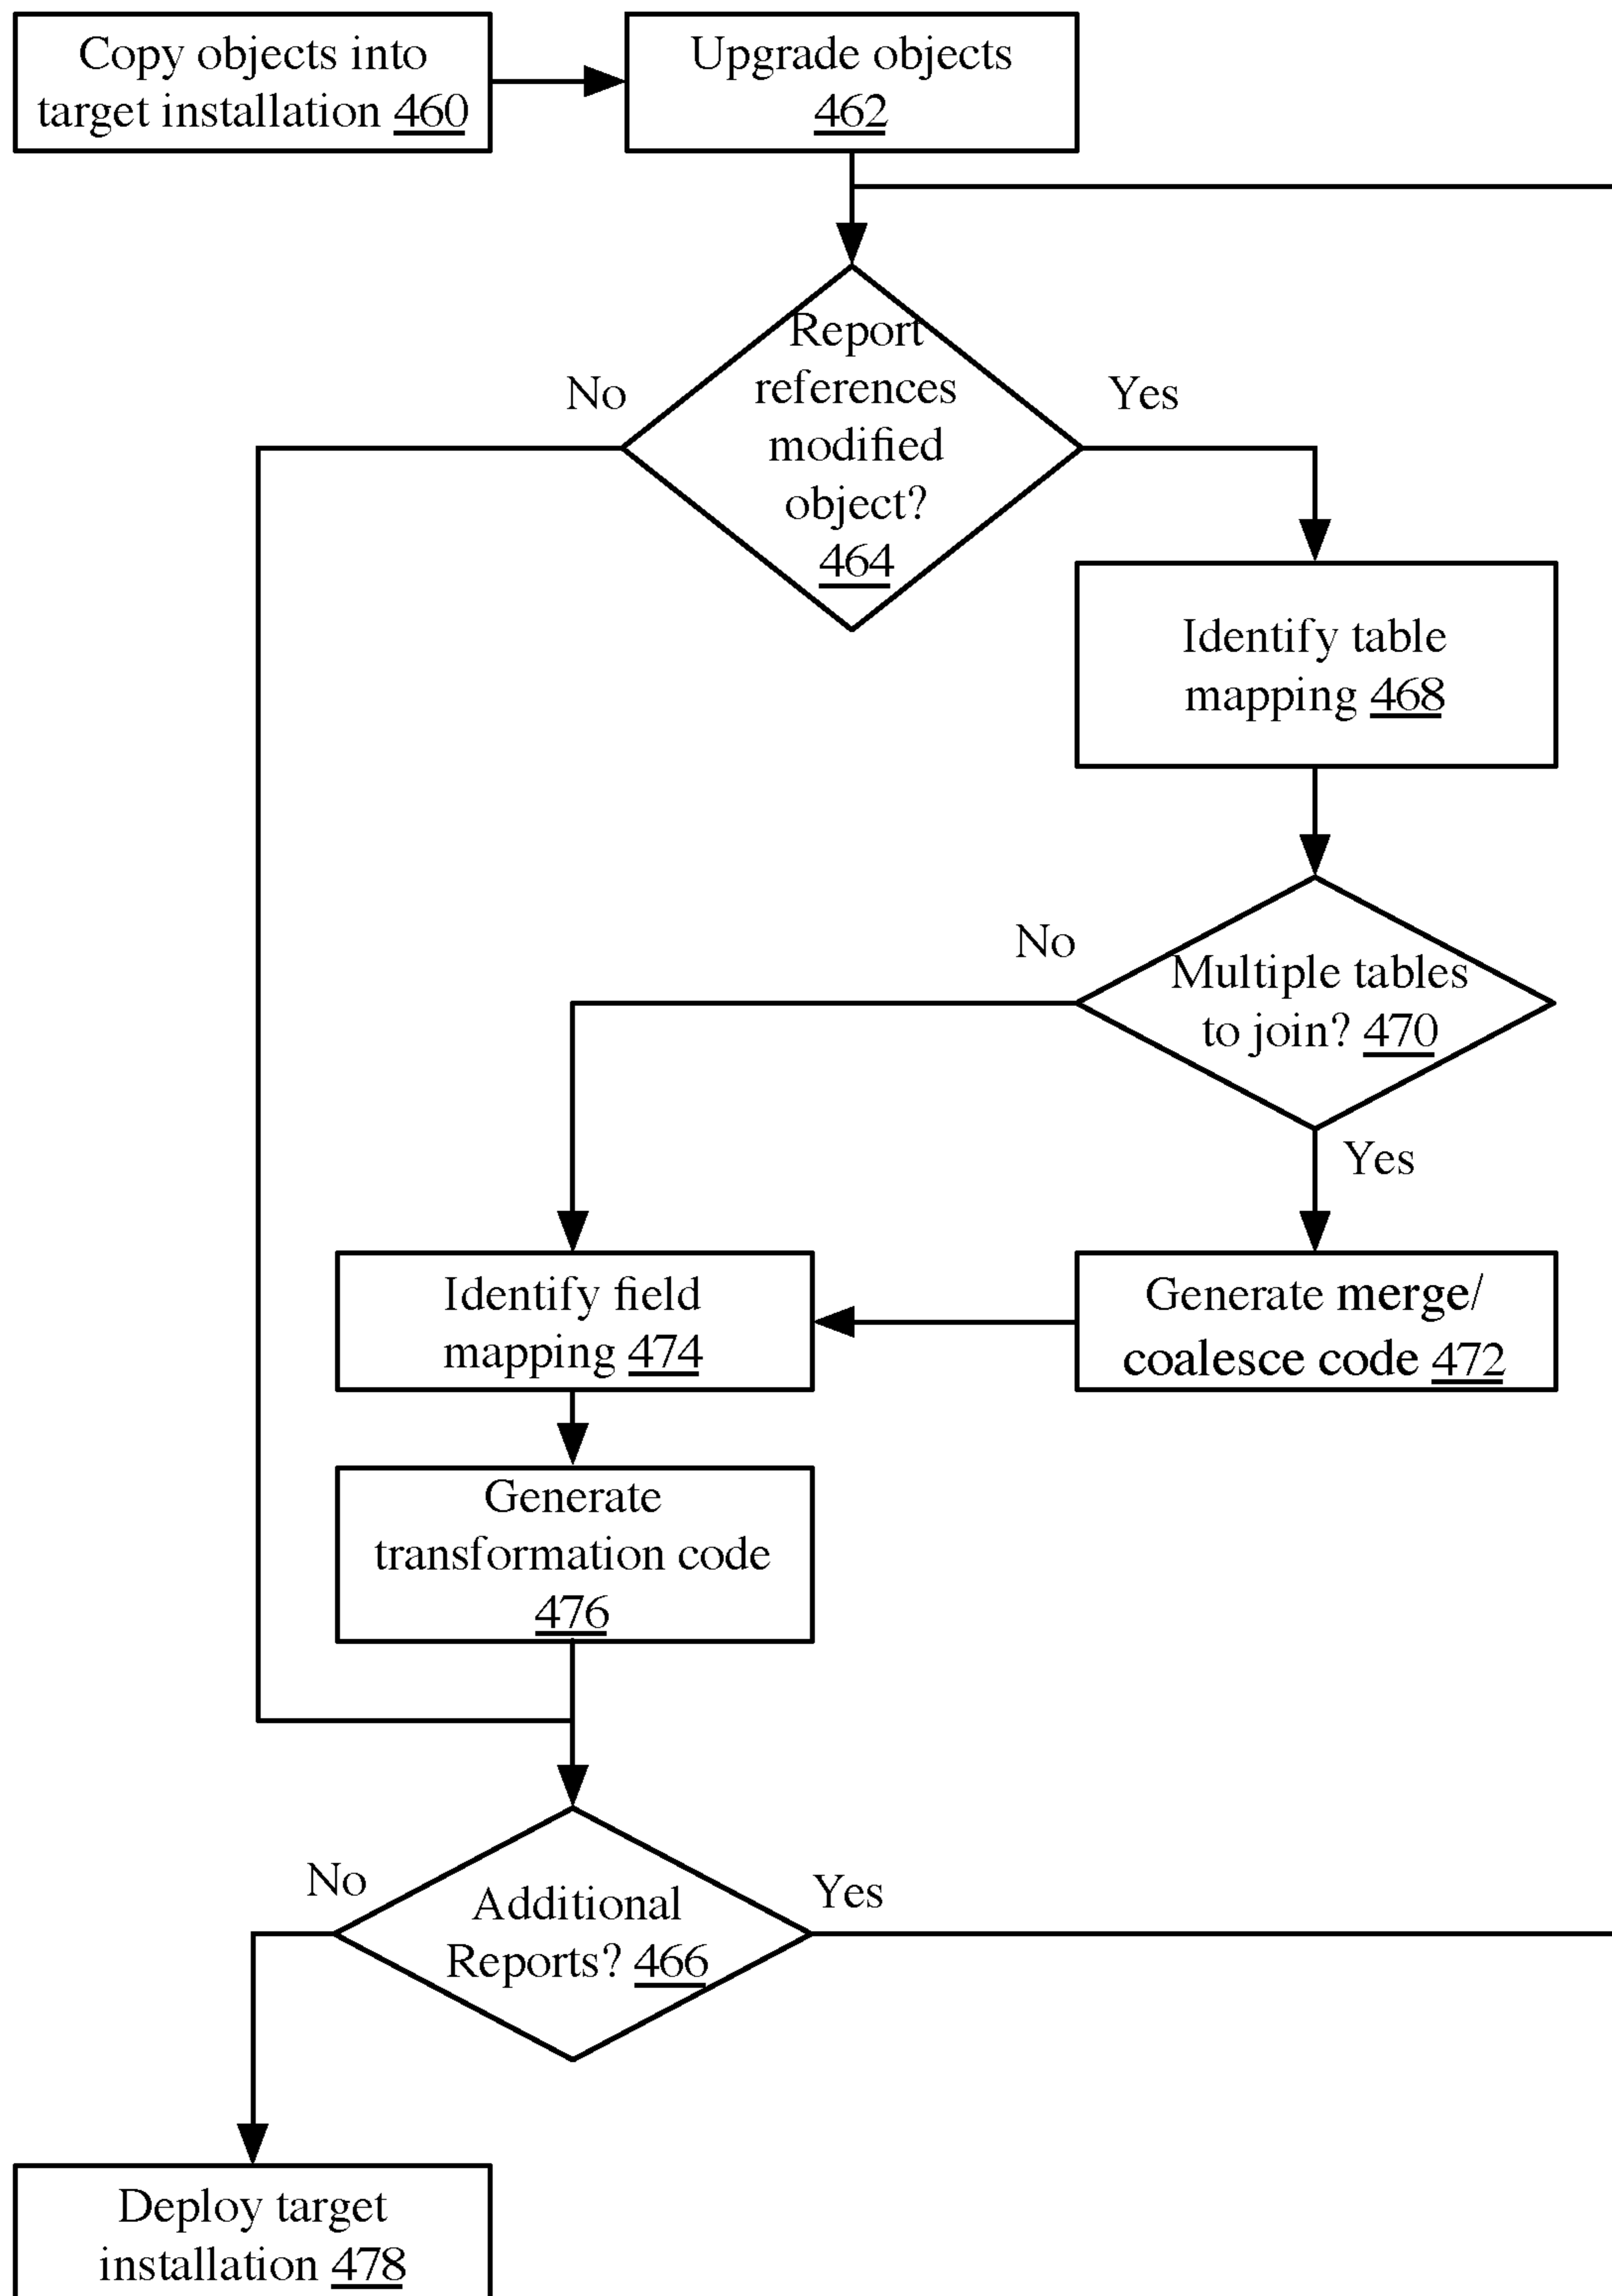 Copy objects into
target installation 460
Upgrade objects
462
Report
references
modified
object?
464
No
Yes
Identify table
mapping 468
Multiple tables
to join? 470
No
Yes
Identify field
mapping 474
Generate merge/
coalesce code 472
Generate
transformation code
476
No
Additional
Reports? 466
Yes
Deploy target
installation 478